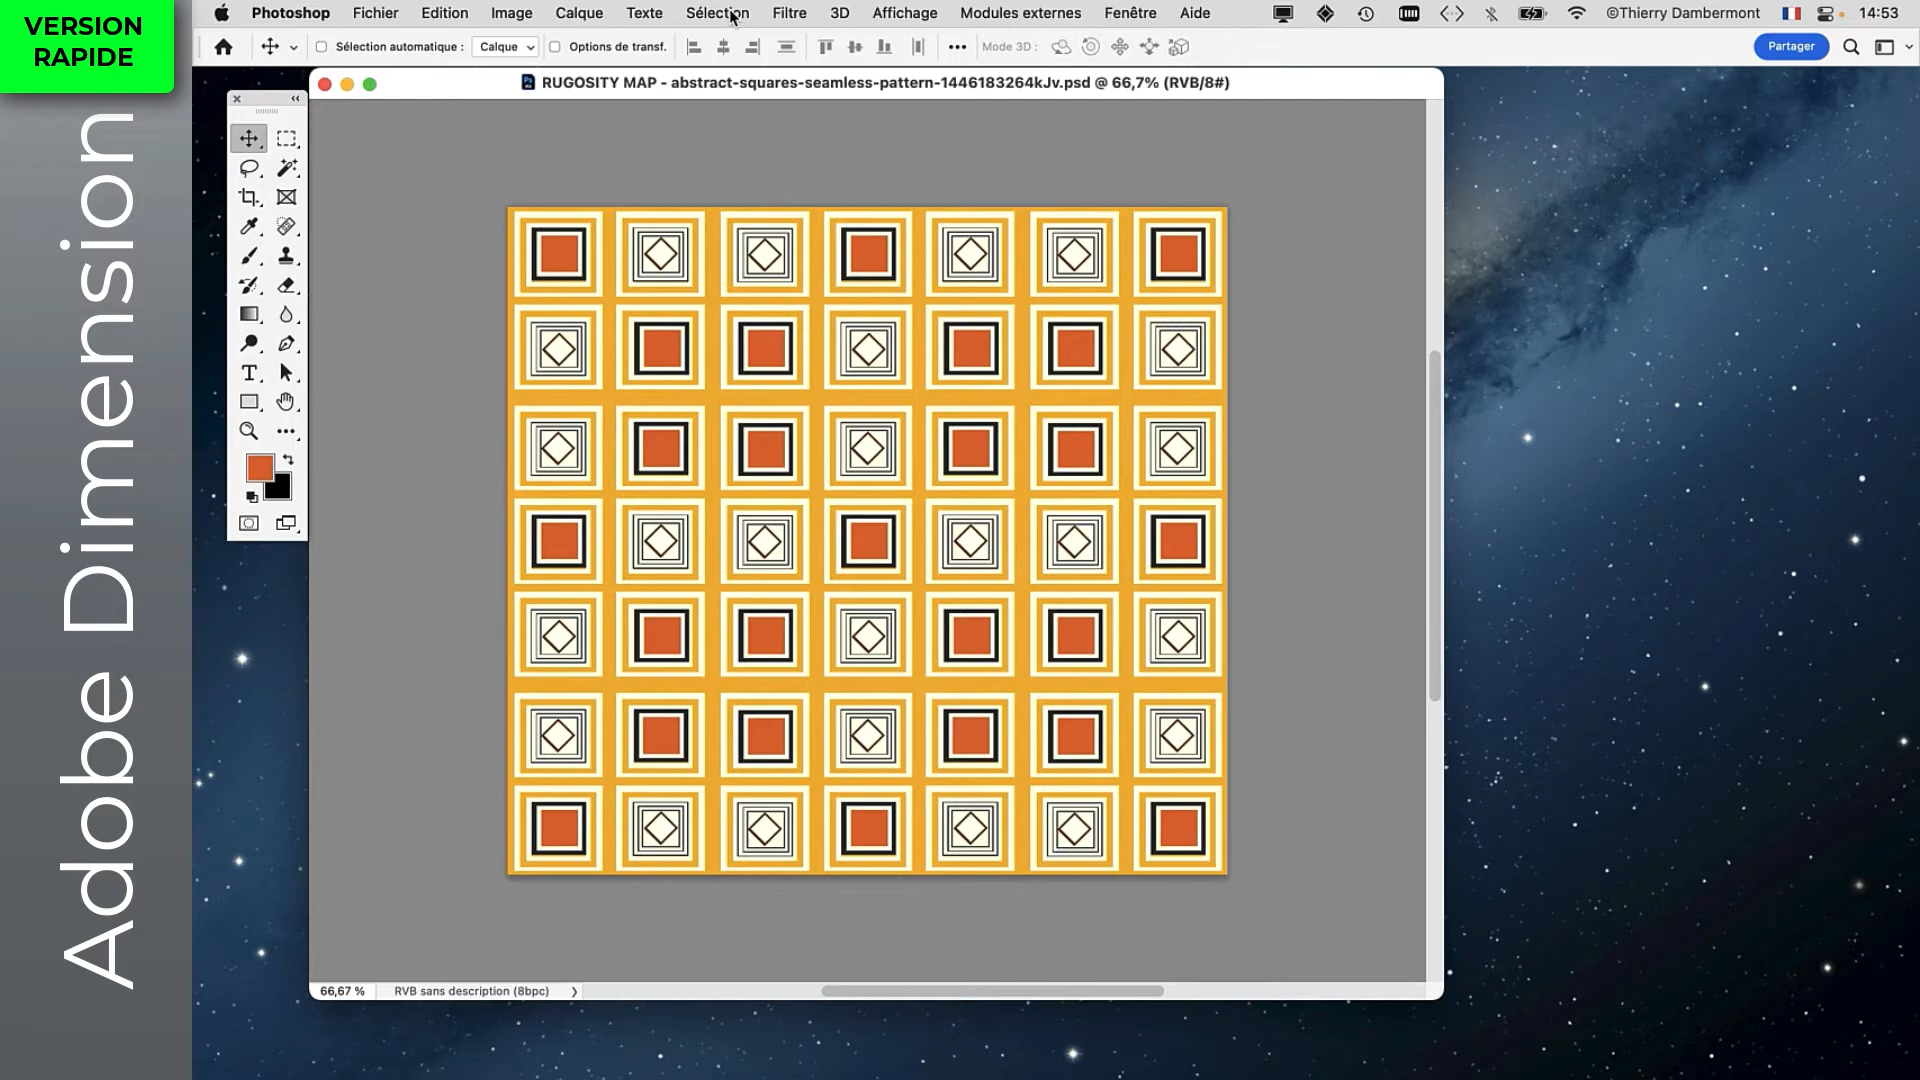 VERSION
RAPIDE
Adobe Dimension
Photoshop Fichier Edition Image Calque Texte Sélection Filtre 3D Affichage Modules externes Fenêtre Aide ©Thierry Dambermont 14:53
Sélection automatique : Calque Options de transf. Mode 3D : Partager
RUGOSITY MAP - abstract-squares-seamless-pattern-1446183264kJv.psd @ 66,7% (RVB/8#)
66,67 % RVB sans description (8bpc)